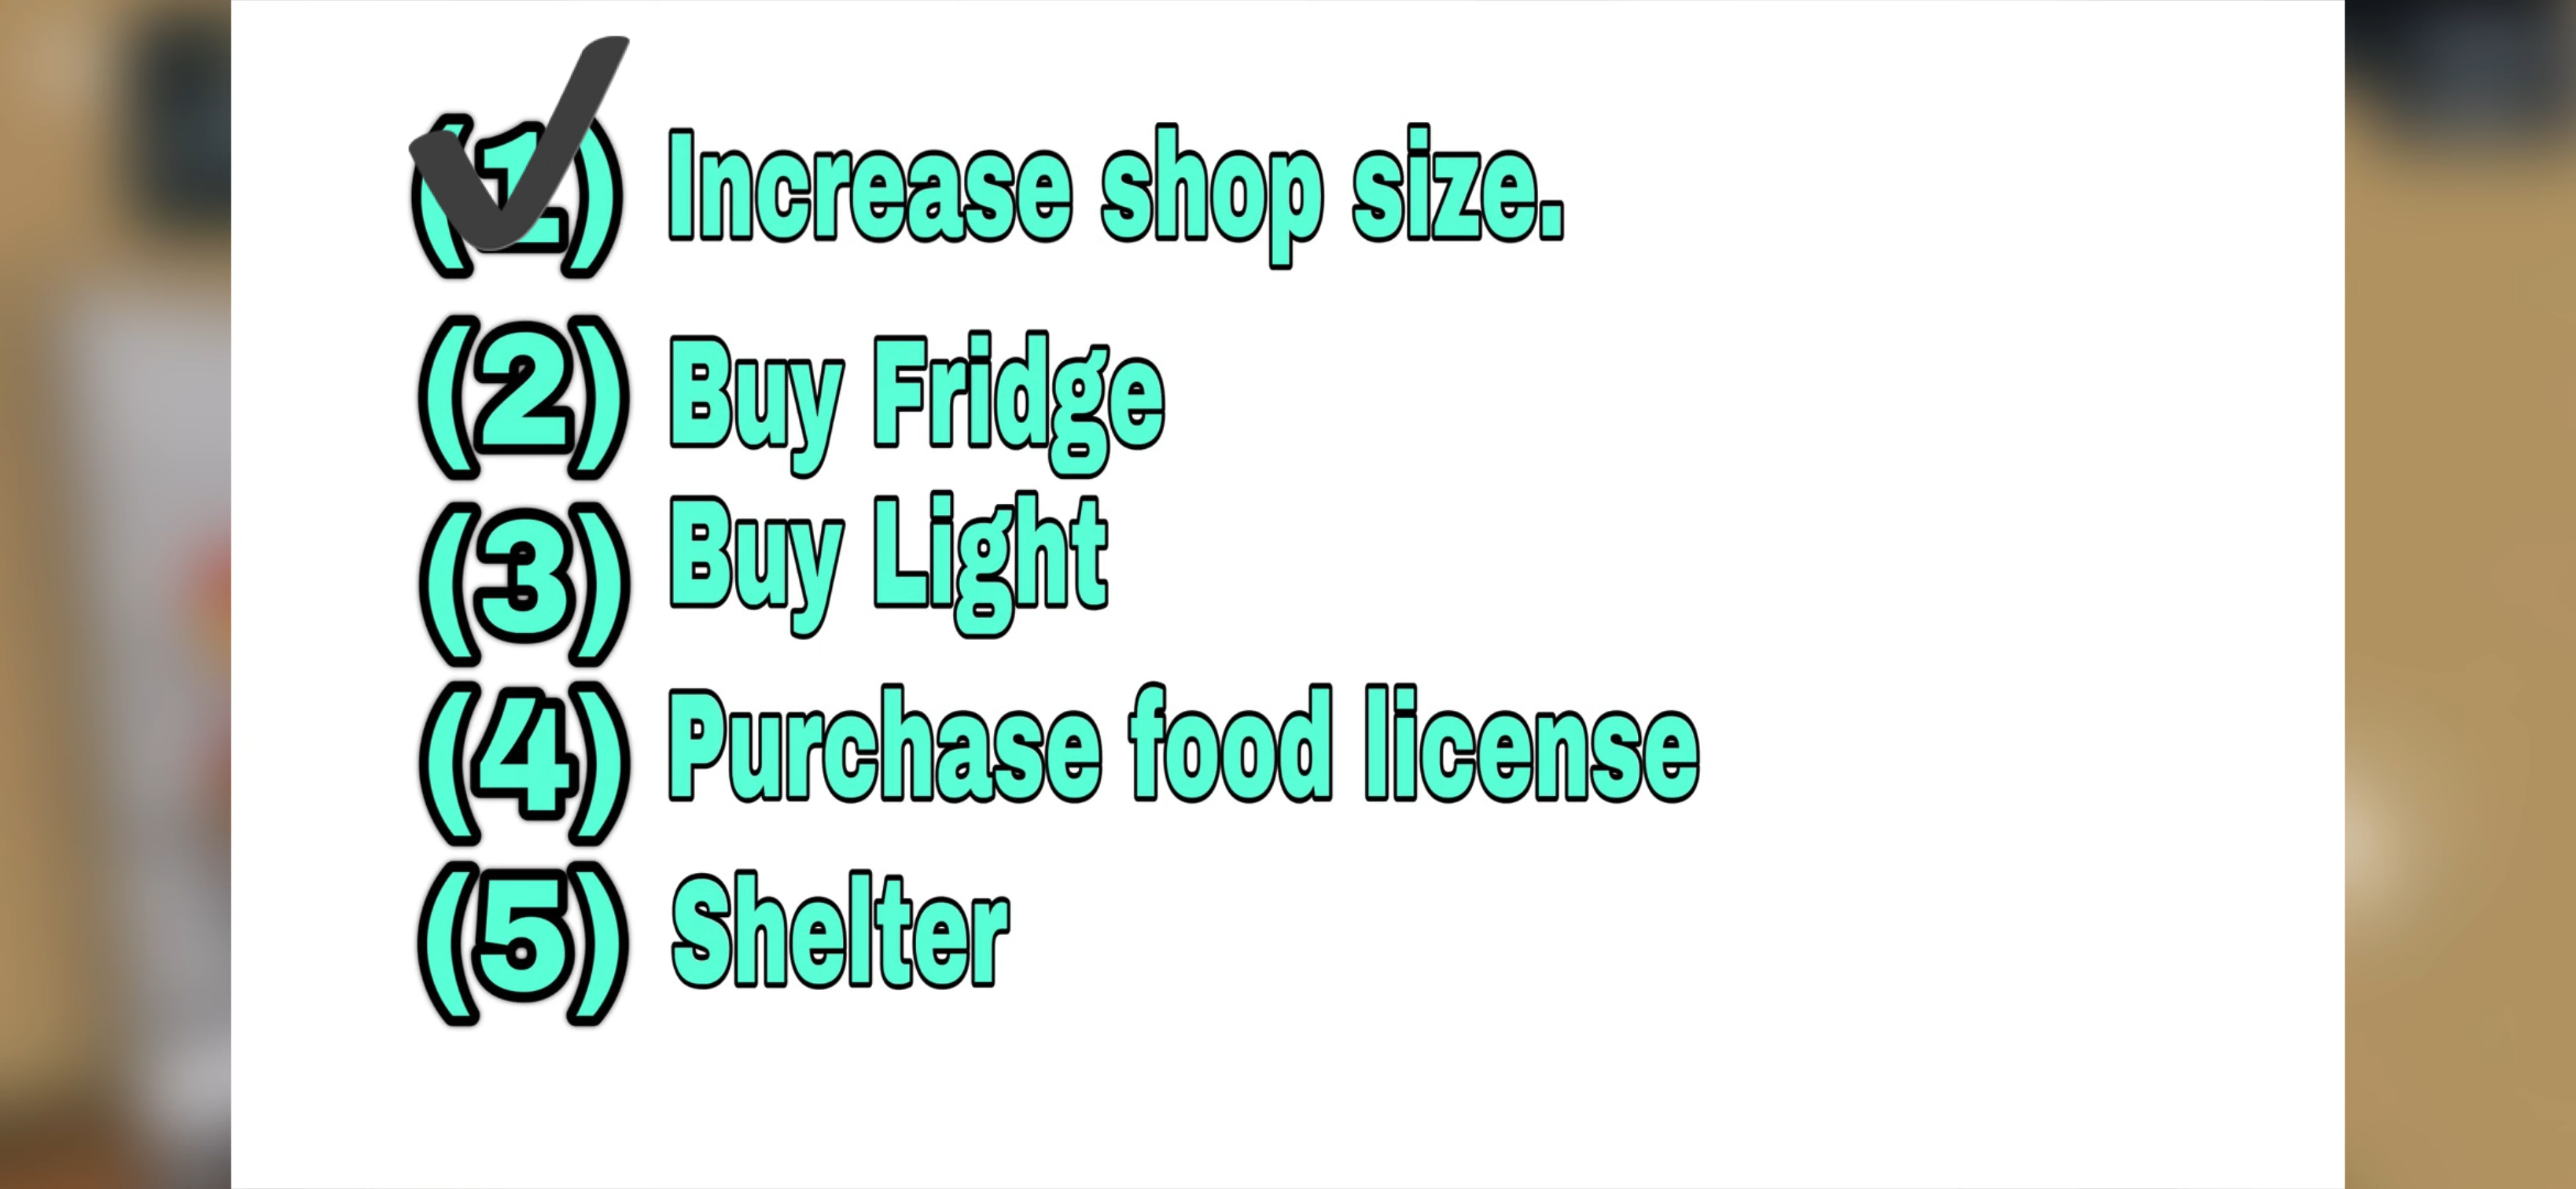 (1) Increase shop size.
(2) Buy Fridge
(3) Buy Light
(4) Purchase food license
(5) Shelter